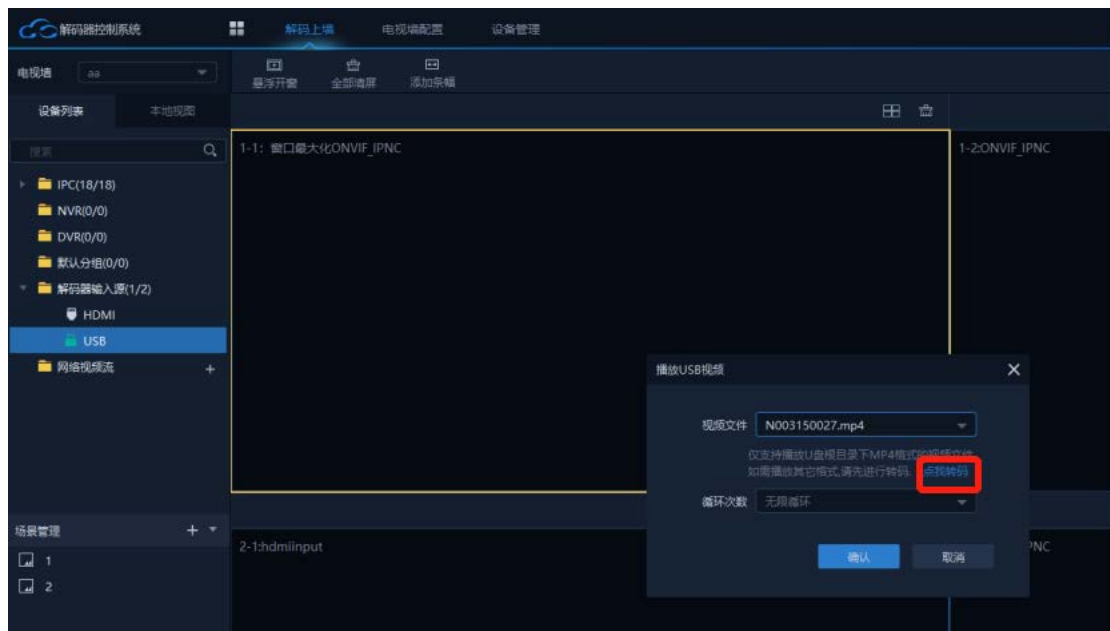 解码器控制系统
解码上墙
电视墙配置
设备管理
电视墙
aa
悬浮开窗
全部清屏
添加条幅
设备列表
本地视图
搜索
1-1: 窗口最大化ONVIF_IPNC
1-2:ONVIF_IPNC
IPC(18/18)
NVR(0/0)
DVR(0/0)
默认分组(0/0)
解码器输入源(1/2)
HDMI
USB
网络视频流
播放USB视频
视频文件
N003150027.mp4
仅支持播放U盘根目录下MP4格式的视频文件
如需播放其它格式,请先进行转码. 点我转码
循环次数
无限循环
确认
取消
场景管理
1
2
2-1:hdmiinput
PNC